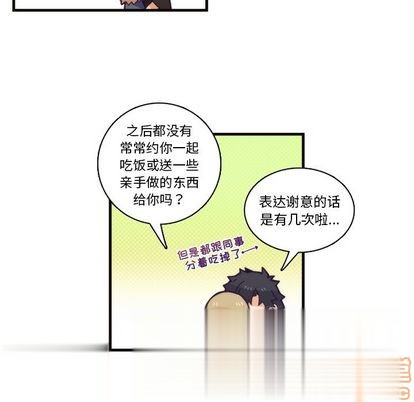 之后都没有
常常约你一起
吃饭或送一些
亲手做的东西
给你吗？
表达谢意的话
是有几次啦...
但是都跟同事
分着吃掉了